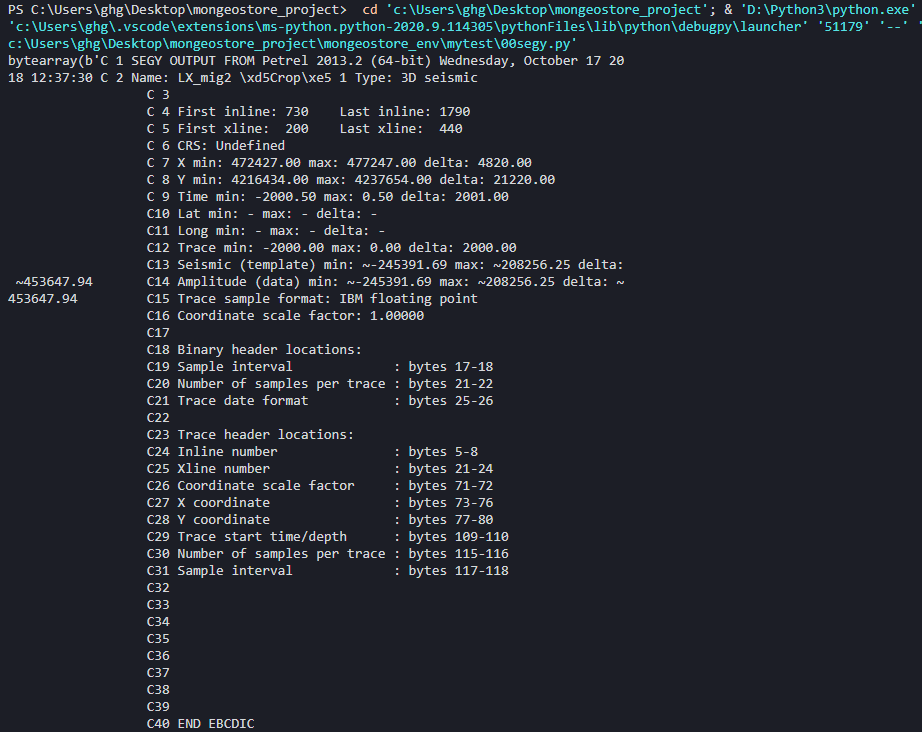 PS C:\Users\ghg\Desktop\mongeostore_project>  cd 'c:\Users\ghg\Desktop\mongeostore_project'; & 'D:\Python3\python.exe'
'c:\Users\ghg\.vscode\extensions\ms-python.python-2020.9.114305\pythonFiles\lib\python\debugpy\launcher' '51179' '--' '
c:\Users\ghg\Desktop\mongeostore_project\mongeostore_env\mytest\00segy.py'
bytearray(b'C 1 SEGY OUTPUT FROM Petrel 2013.2 (64-bit) Wednesday, October 17 20
18 12:37:30 C 2 Name: LX_mig2 \xd5Crop\xe5 1 Type: 3D seismic
C 3
C 4 First inline: 730    Last inline: 1790
C 5 First xline:  200    Last xline:  440
C 6 CRS: Undefined
C 7 X min: 472427.00 max: 477247.00 delta: 4820.00
C 8 Y min: 4216434.00 max: 4237654.00 delta: 21220.00
C 9 Time min: -2000.50 max: 0.50 delta: 2001.00
C10 Lat min: - max: - delta: -
C11 Long min: - max: - delta: -
C12 Trace min: -2000.00 max: 0.00 delta: 2000.00
C13 Seismic (template) min: ~-245391.69 max: ~208256.25 delta:
~453647.94       C14 Amplitude (data) min: ~-245391.69 max: ~208256.25 delta: ~
453647.94         C15 Trace sample format: IBM floating point
C16 Coordinate scale factor: 1.00000
C17
C18 Binary header locations:
C19 Sample interval             : bytes 17-18
C20 Number of samples per trace : bytes 21-22
C21 Trace date format           : bytes 25-26
C22
C23 Trace header locations:
C24 Inline number               : bytes 5-8
C25 Xline number                : bytes 21-24
C26 Coordinate scale factor     : bytes 71-72
C27 X coordinate                : bytes 73-76
C28 Y coordinate                : bytes 77-80
C29 Trace start time/depth      : bytes 109-110
C30 Number of samples per trace : bytes 115-116
C31 Sample interval             : bytes 117-118
C32
C33
C34
C35
C36
C37
C38
C39
C40 END EBCDIC